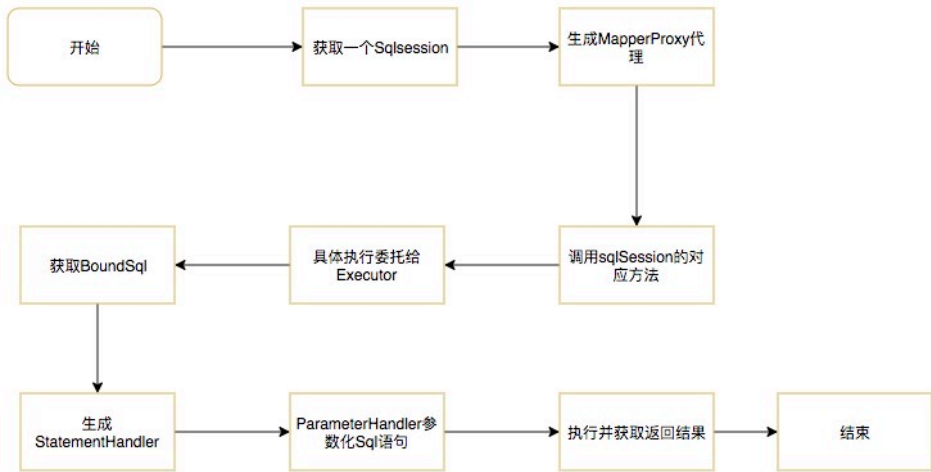 开始
获取一个Sqlsession
生成MapperProxy代
理
调用sqlSession的对
应方法
具体执行委托给
Executor
获取BoundSql
生成
StatementHandler
ParameterHandler参
数化Sql语句
执行并获取返回结果
结束